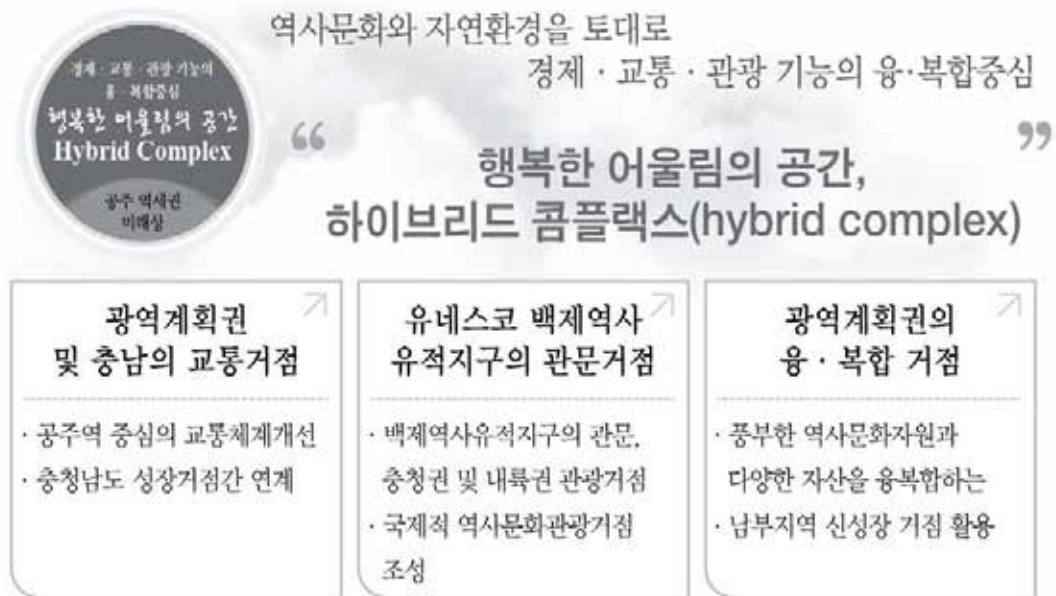 경제 · 교통 · 관광 기능의
융 · 복합중심
행복한 어울림의 공간
Hybrid Complex
공주 역세권
미래상
역사문화와 자연환경을 토대로
경제 · 교통 · 관광 기능의 융·복합중심
“ 행복한 어울림의 공간, ”
하이브리드 콤플랙스(hybrid complex)
광역계획권
및 충남의 교통거점
· 공주역 중심의 교통체계개선
· 충청남도 성장거점간 연계
유네스코 백제역사
유적지구의 관문거점
· 백제역사유적지구의 관문,
충청권 및 내륙권 관광거점
· 국제적 역사문화관광거점
조성
광역계획권의
융 · 복합 거점
· 풍부한 역사문화자원과
다양한 자산을 융복합하는
· 남부지역 신성장 거점 활용